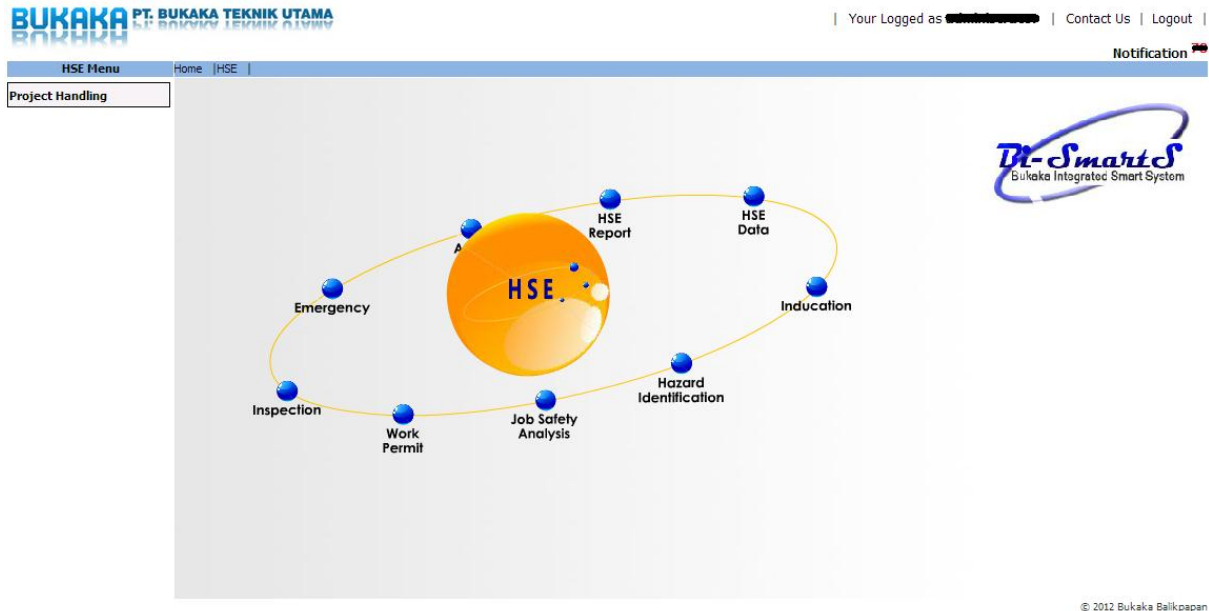 BUKAKA PT. BUKAKA TEKNIK UTAMA
| Your Logged as | Contact Us | Logout |
Notification
HSE Menu
Home |HSE |
Project Handling
Bi-SmartS
Bukaka Integrated Smart System
HSE
Report
HSE
Data
HSE
Emergency
Inducation
Hazard
Identification
Inspection
Job Safety
Analysis
Work
Permit
© 2012 Bukaka Balikpapan